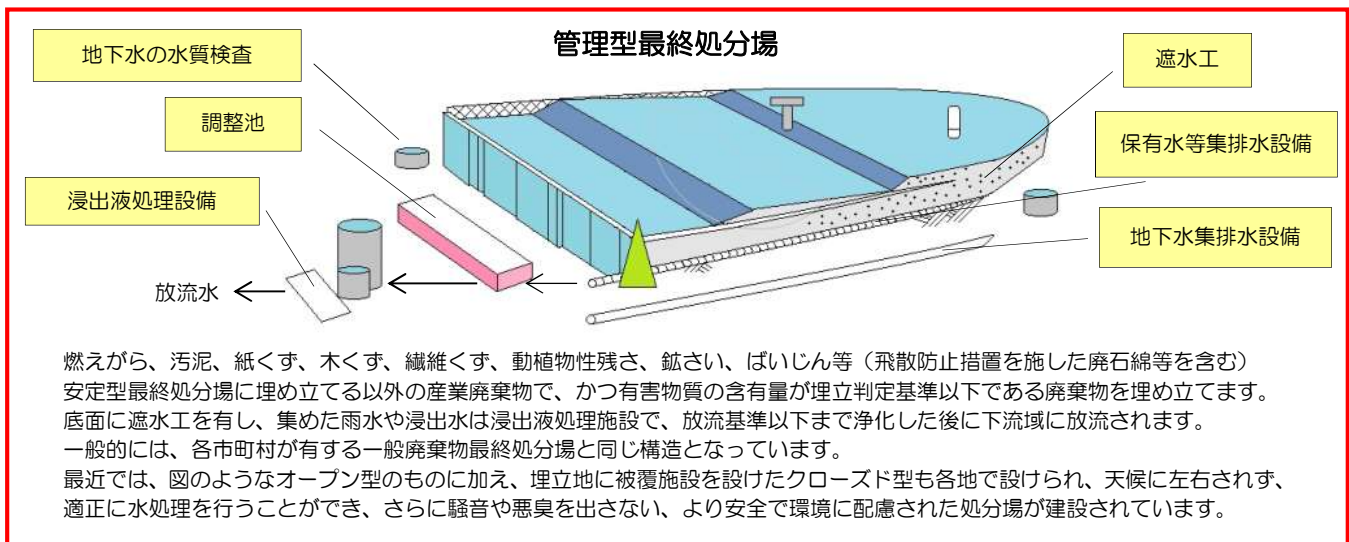 管理型最終処分場
地下水の水質検査
調整池
浸出液処理設備
遮水工
保有水等集排水設備
地下水集排水設備
放流水
燃えがら、汚泥、紙くず、木くず、繊維くず、動植物性残さ、鉱さい、ばいじん等（飛散防止措置を施した廃石綿等を含む）
安定型最終処分場に埋め立てる以外の産業廃棄物で、かつ有害物質の含有量が埋立判定基準以下である廃棄物を埋め立てます。
底面に遮水工を有し、集めた雨水や浸出水は浸出液処理施設で、放流基準以下まで浄化した後に下流域に放流されます。
一般的には、各市町村が有する一般廃棄物最終処分場と同じ構造となっています。
最近では、図のようなオープン型のものに加え、埋立地に被覆施設を設けたクローズド型も各地で設けられ、天候に左右されず、
適正に水処理を行うことができ、さらに騒音や悪臭を出さない、より安全で環境に配慮された処分場が建設されています。